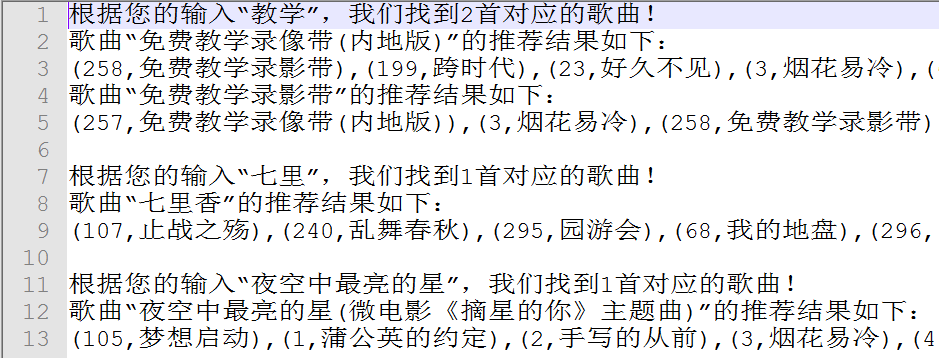 1 根据您的输入“教学”，我们找到2首对应的歌曲！
2 歌曲“免费教学录像带(内地版)”的推荐结果如下：
3 (258,免费教学录影带),(199,跨时代),(23,好久不见),(3,烟花易冷),(
4 歌曲“免费教学录影带”的推荐结果如下：
5 (257,免费教学录像带(内地版)),(3,烟花易冷),(258,免费教学录影带)
6
7 根据您的输入“七里”，我们找到1首对应的歌曲！
8 歌曲“七里香”的推荐结果如下：
9 (107,止战之殇),(240,乱舞春秋),(295,园游会),(68,我的地盘),(296,
10
11 根据您的输入“夜空中最亮的星”，我们找到1首对应的歌曲！
12 歌曲“夜空中最亮的星(微电影《摘星的你》主题曲)”的推荐结果如下：
13 (105,梦想启动),(1,蒲公英的约定),(2,手写的从前),(3,烟花易冷),(4